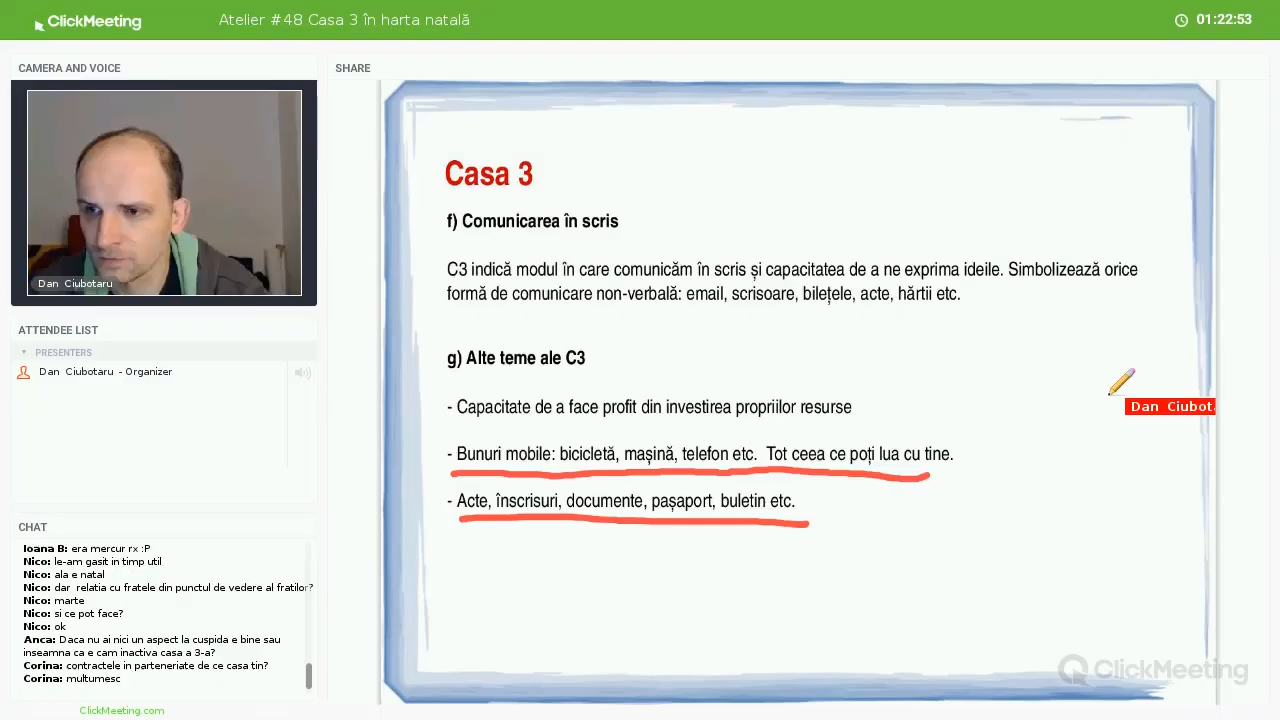 ClickMeeting
Atelier #48 Casa 3 în harta natală
01:22:53
CAMERA AND VOICE
Dan Ciubotaru
ATTENDEE LIST
PRESENTERS
Dan Ciubotaru - Organizer
CHAT
Ioana B: era mercur rx :P
Nico: le-am gasit in timp util
Nico: ala e natal
Nico: dar relatia cu fratele din punctul de vedere al fratilor?
Nico: marte
Nico: si ce pot face?
Nico: ok
Anca: Daca nu ai nici un aspect la cuspida e bine sau
inseamna ca e cam inactiva casa a 3-a?
Corina: contractele in parteneriate de ce casa tin?
Corina: multumesc
ClickMeeting.com
SHARE
Casa 3
f) Comunicarea în scris
C3 indică modul în care comunicăm în scris și capacitatea de a ne exprima ideile. Simbolizează orice
formă de comunicare non-verbală: email, scrisoare, bilețele, acte, hărtii etc.
g) Alte teme ale C3
- Capacitate de a face profit din investirea propriilor resurse
Dan Ciubot
- Bunuri mobile: bicicletă, mașină, telefon etc. Tot ceea ce poți lua cu tine.
- Acte, înscrisuri, documente, pașaport, buletin etc.
ClickMeeting